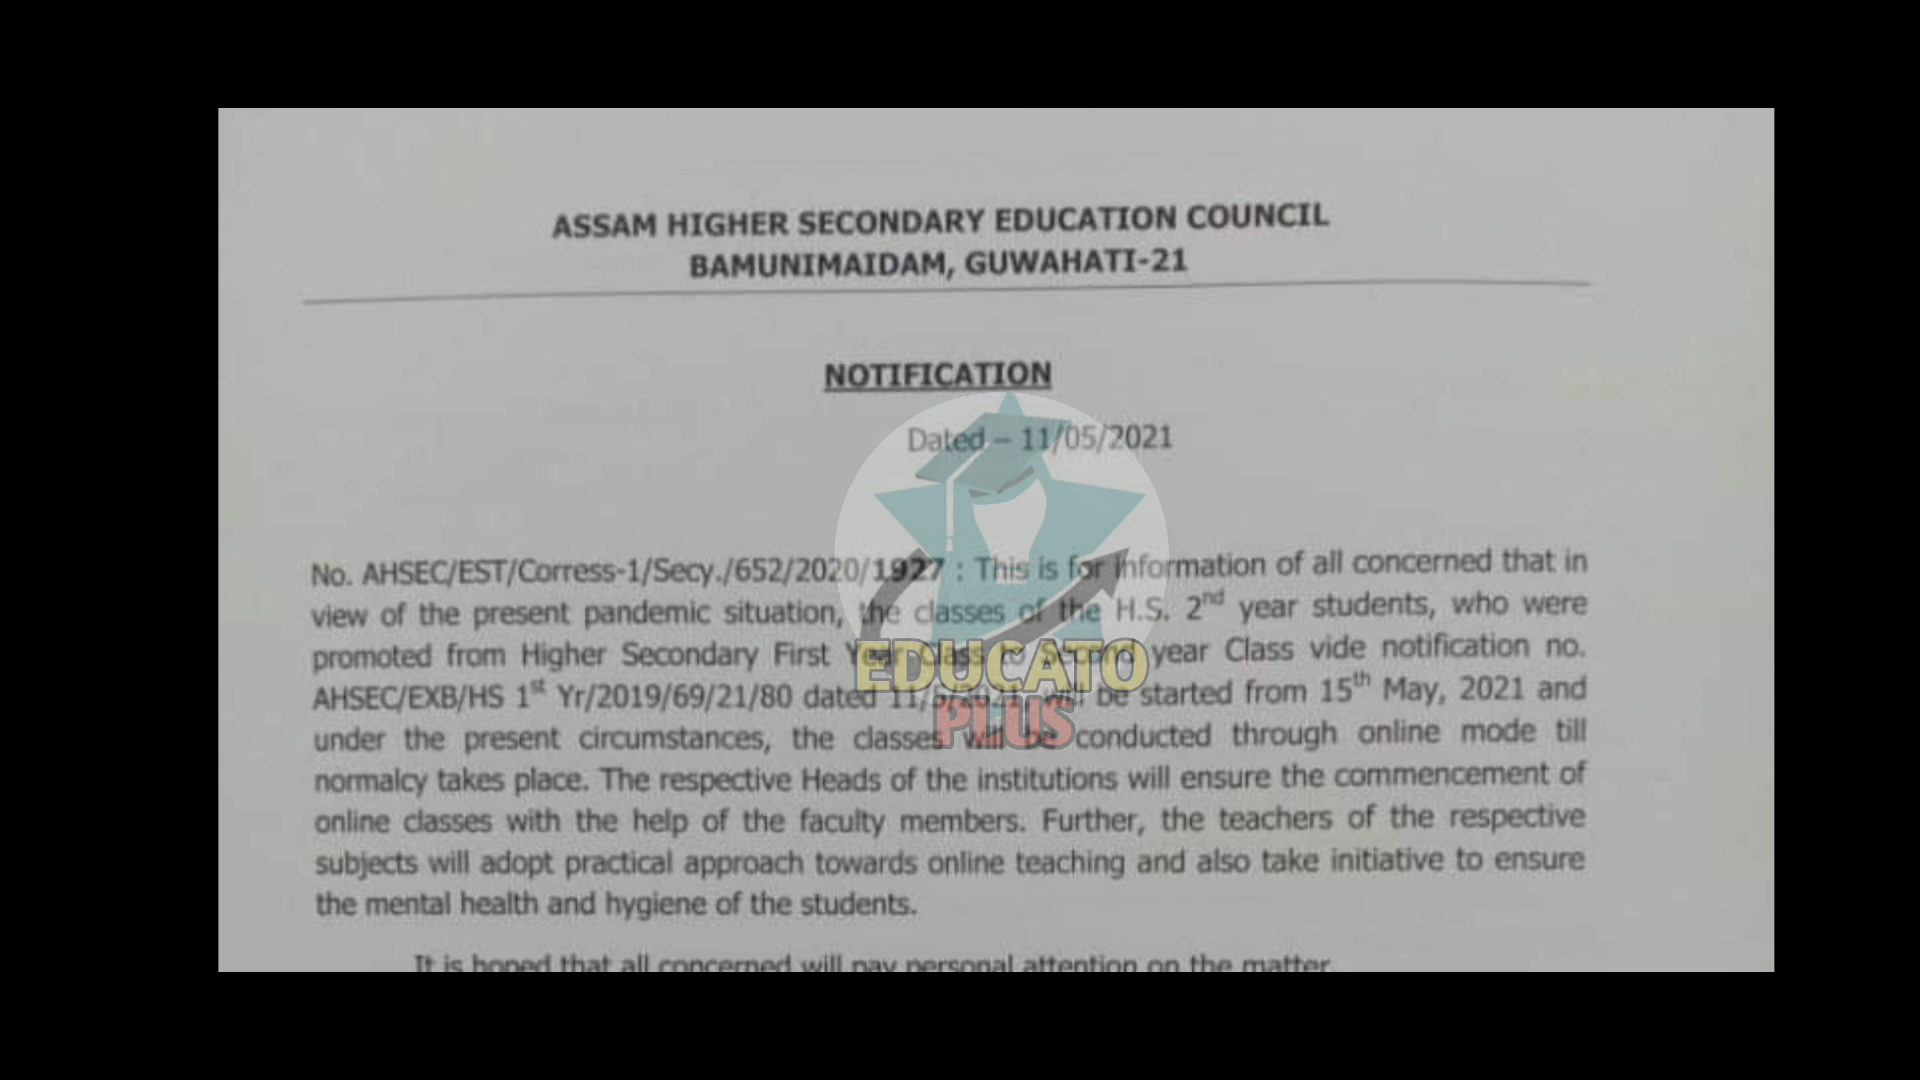 ASSAM HIGHER SECONDARY EDUCATION COUNCIL
BAMUNIMAIDAM, GUWAHATI-21
NOTIFICATION
Dated – 11/05/2021
No. AHSEC/EST/Corress-1/Secy./652/2020/1927 : This is for information of all concerned that in
view of the present pandemic situation, the classes of the H.S. 2nd year students, who were
promoted from Higher Secondary First Year Class to Second year Class vide notification no.
AHSEC/EXB/HS 1st Yr/2019/69/21/80 dated 11/5/2021 will be started from 15th May, 2021 and
under the present circumstances, the classes will be conducted through online mode till
normalcy takes place. The respective Heads of the institutions will ensure the commencement of
online classes with the help of the faculty members. Further, the teachers of the respective
subjects will adopt practical approach towards online teaching and also take initiative to ensure
the mental health and hygiene of the students.
It is hoped that all concerned will pay personal attention on the matter.
EDUCATO
PLUS